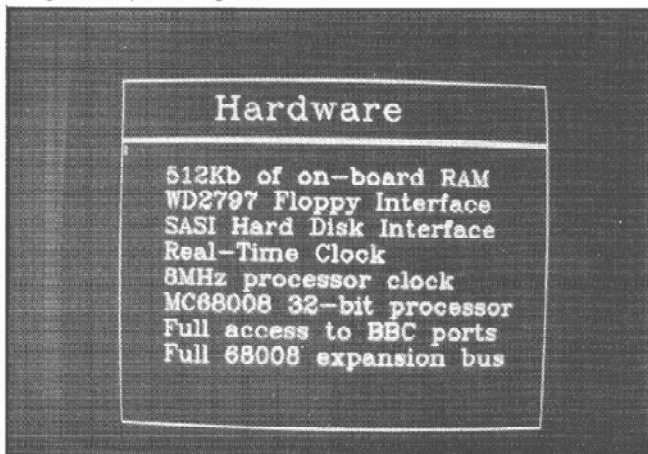 Hardware
512Kb of on-board RAM
WD2797 Floppy Interface
SASI Hard Disk Interface
Real-Time Clock
8MHz processor clock
MC68008 32-bit processor
Full access to BBC ports
Full 68008 expansion bus